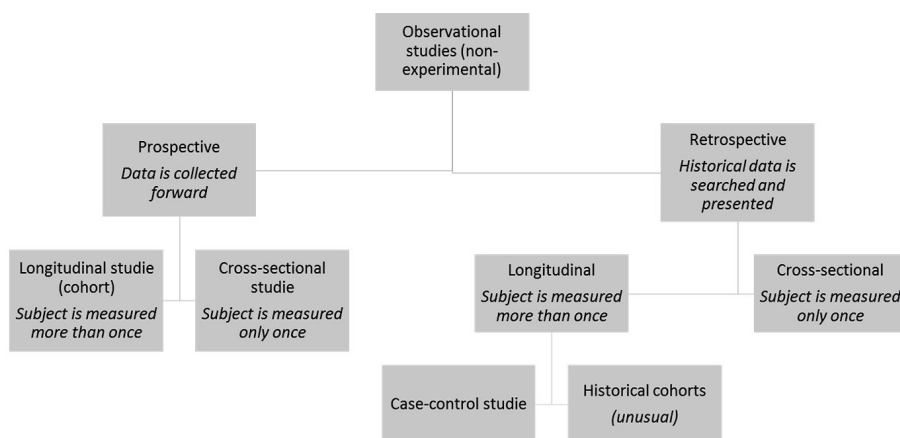 Observational
studies (non-
experimental)
Prospective
Data is collected
forward
Retrospective
Historical data is
searched and
presented
Longitudinal studie
(cohort)
Subject is measured
more than once
Cross-sectional
studie
Subject is measured
only once
Longitudinal
Subject is measured
more than once
Cross-sectional
Subject is measured
only once
Case-control studie
Historical cohorts
(unusual)